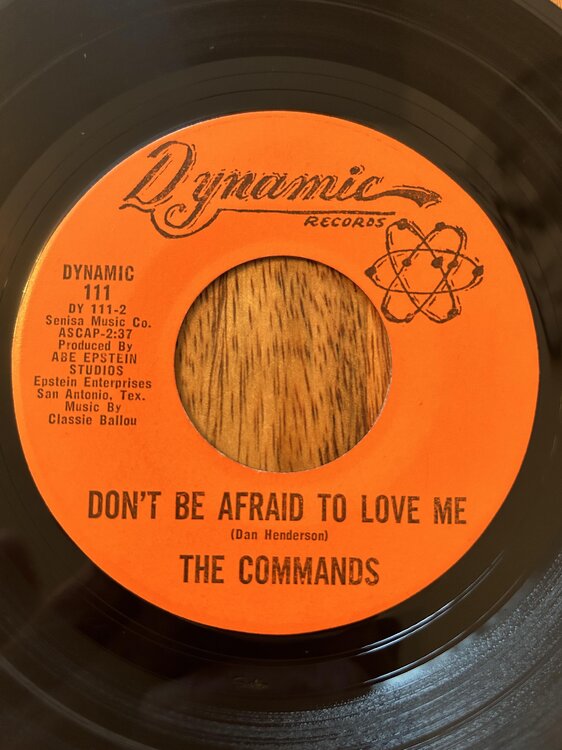 Dynamic
RECORDS
DYNAMIC
111
DY 111-2
Senisa Music Co.
ASCAP-2:37
Produced By
ABE EPSTEIN
STUDIOS
Epstein Enterprises
San Antonio, Tex.
Music By
Classie Ballou
DON'T BE AFRAID TO LOVE ME
(Dan Henderson)
THE COMMANDS